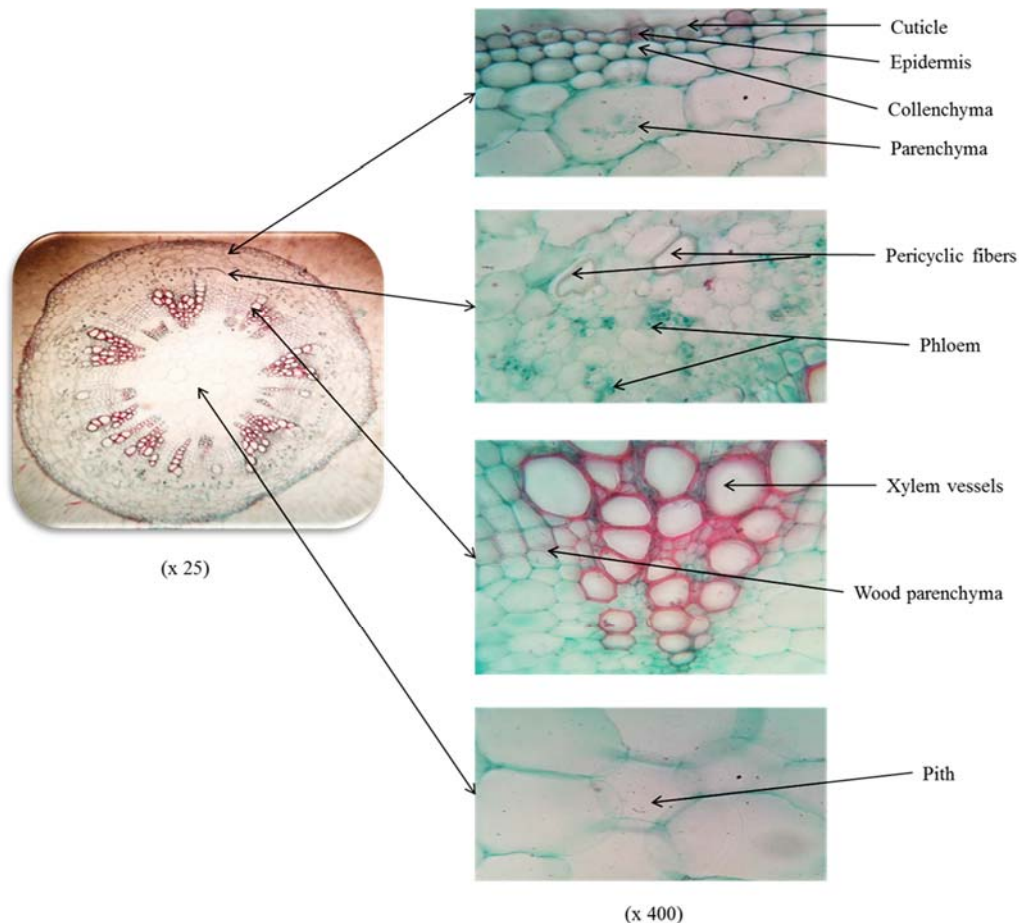 Cuticle
Epidermis
Collenchyma
Parenchyma
Pericyclic fibers
Phloem
Xylem vessels
(x 25)
Wood parenchyma
Pith
(x 400)